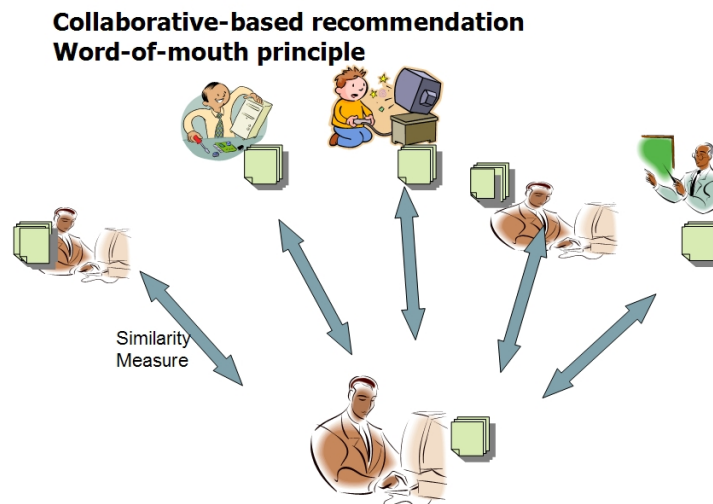 Collaborative-based recommendation
Word-of-mouth principle
Similarity
Measure